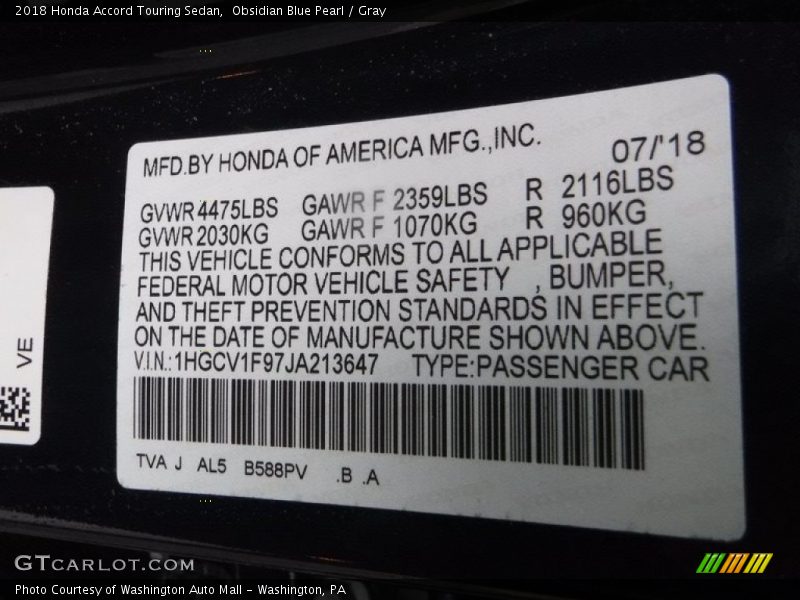 2018 Honda Accord Touring Sedan,  Obsidian Blue Pearl / Gray
MFD.BY HONDA OF AMERICA MFG.,INC. 07/'18
GVWR 4475LBS GAWR F 2359LBS R 2116LBS
GVWR 2030KG GAWR F 1070KG R 960KG
THIS VEHICLE CONFORMS TO ALL APPLICABLE
FEDERAL MOTOR VEHICLE SAFETY , BUMPER,
AND THEFT PREVENTION STANDARDS IN EFFECT
ON THE DATE OF MANUFACTURE SHOWN ABOVE.
V.I.N.:1HGCV1F97JA213647 TYPE:PASSENGER CAR
TVA J AL5 B588PV .B .A
VE
GTCARLOT.COM
Photo Courtesy of Washington Auto Mall - Washington, PA